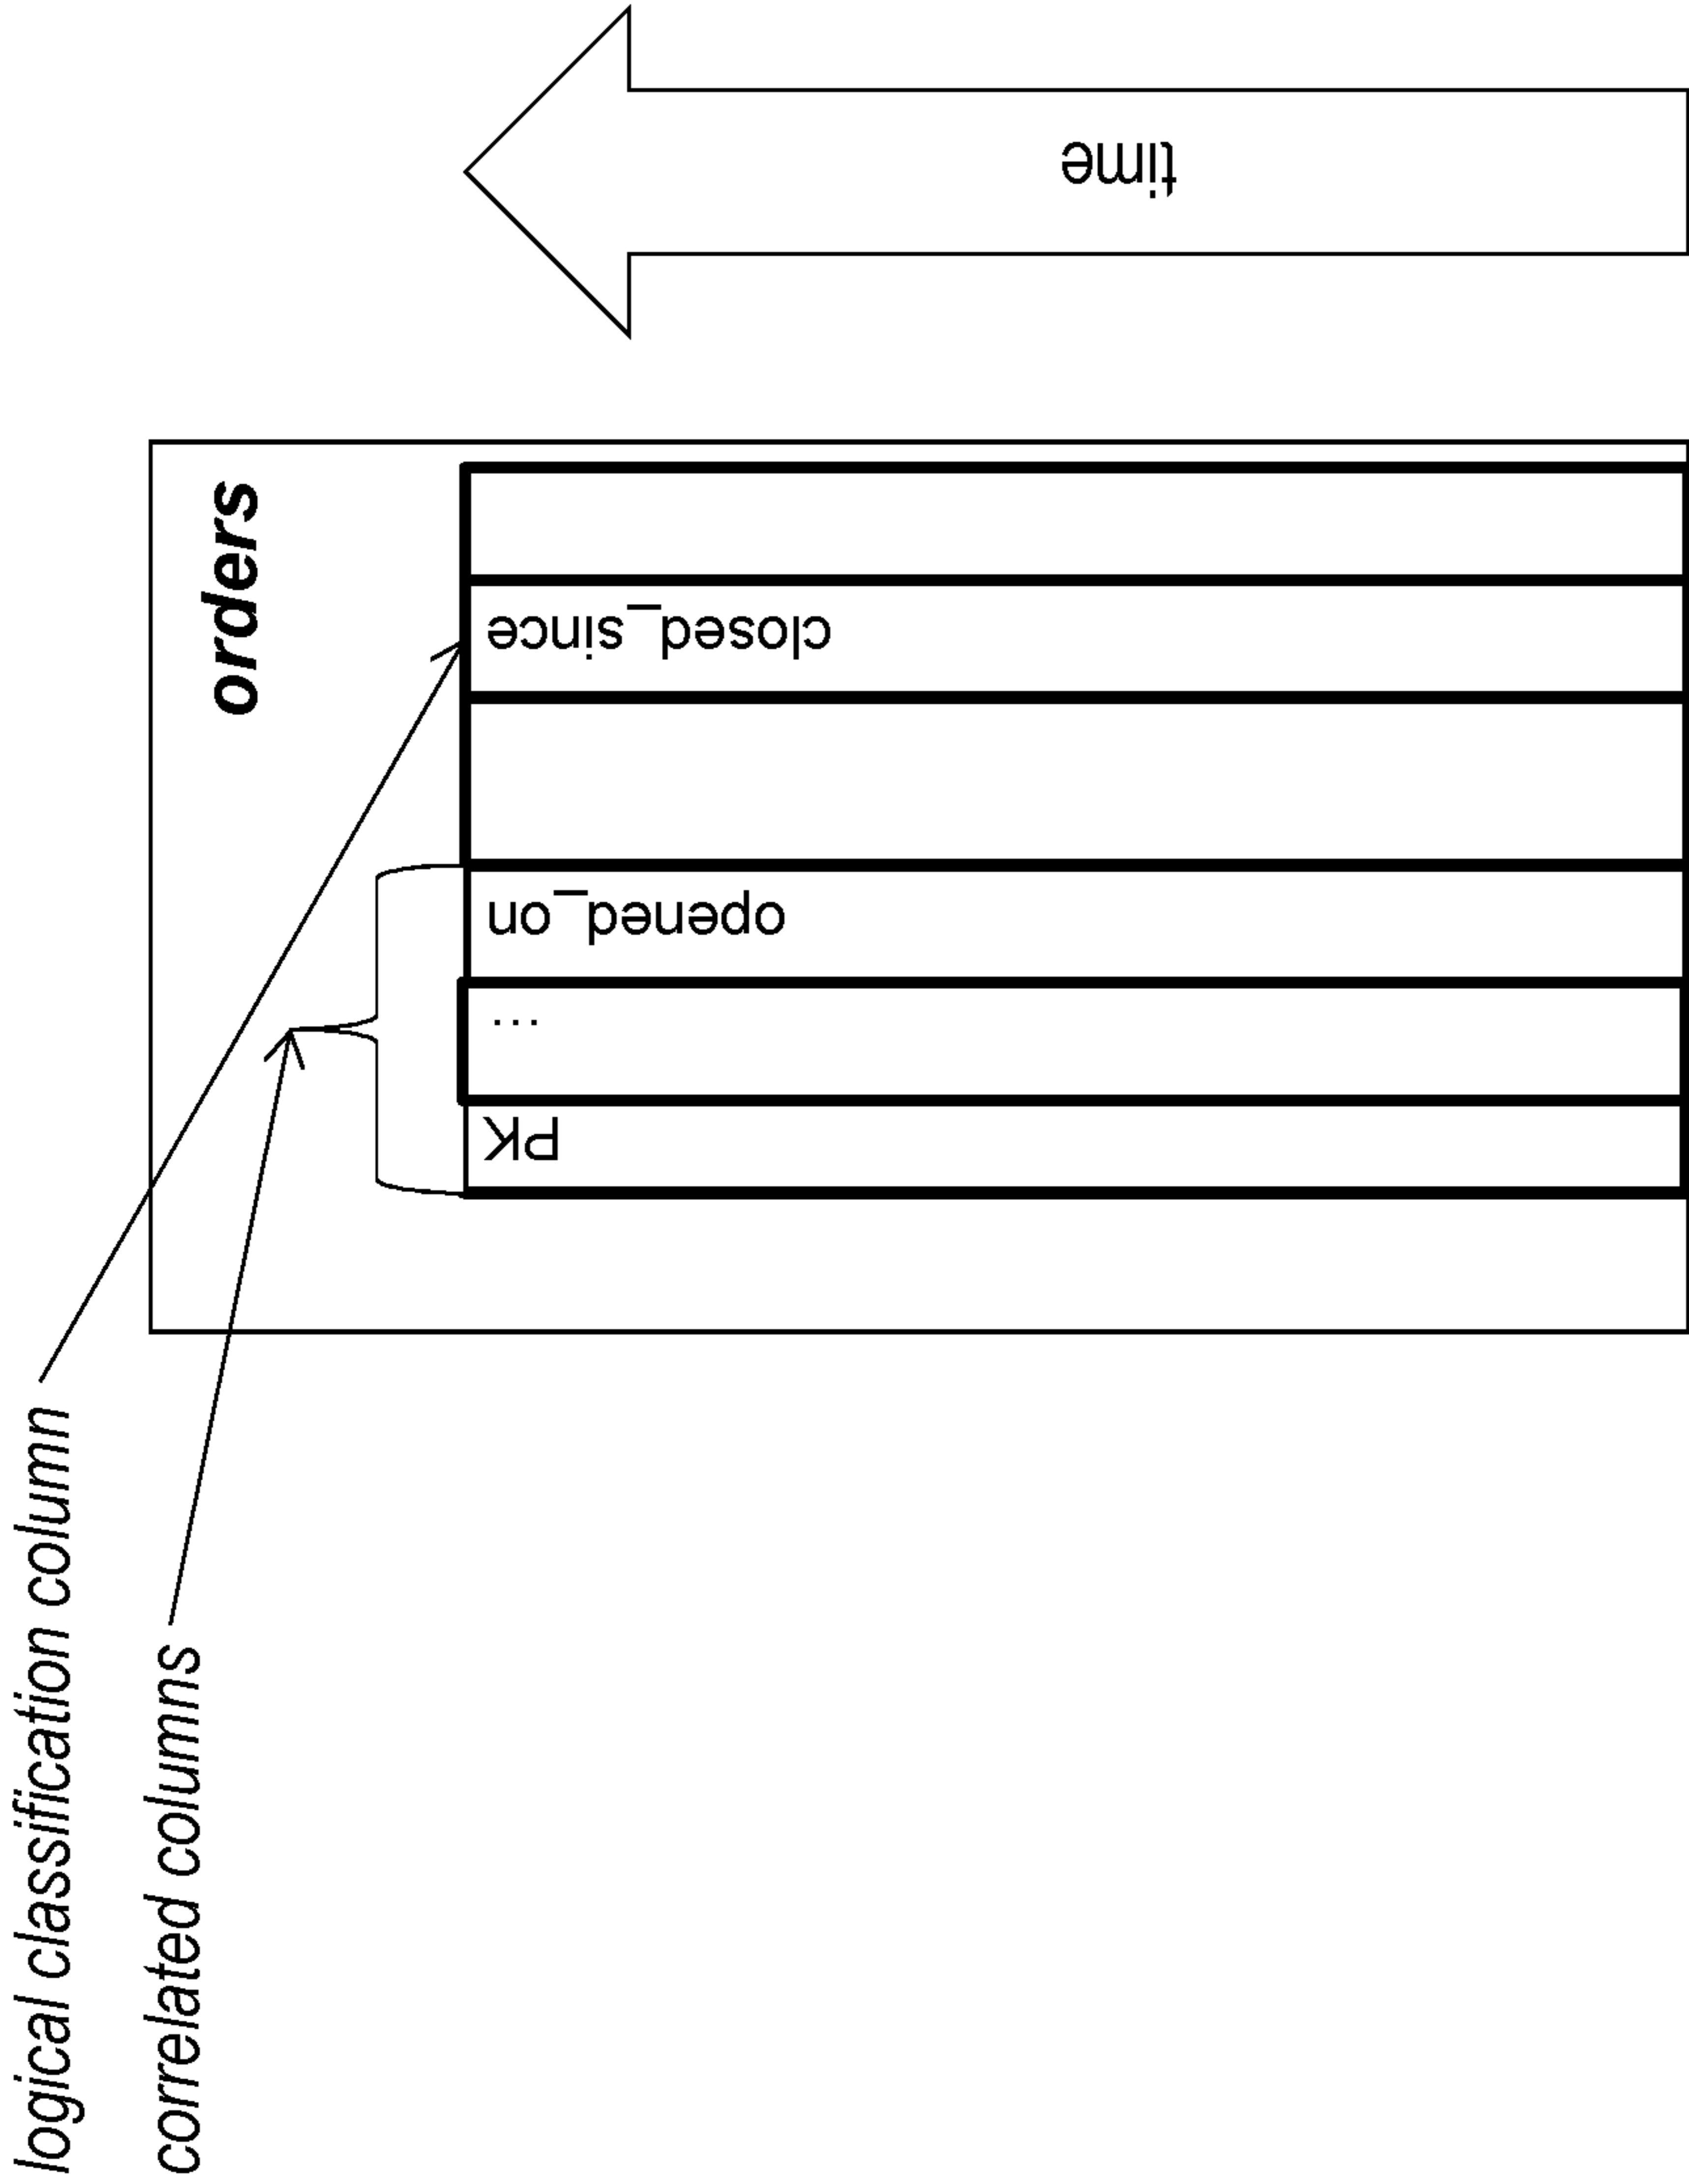 logical classification column
correlated columns
orders
PK
...
opened_on
closed_since
time